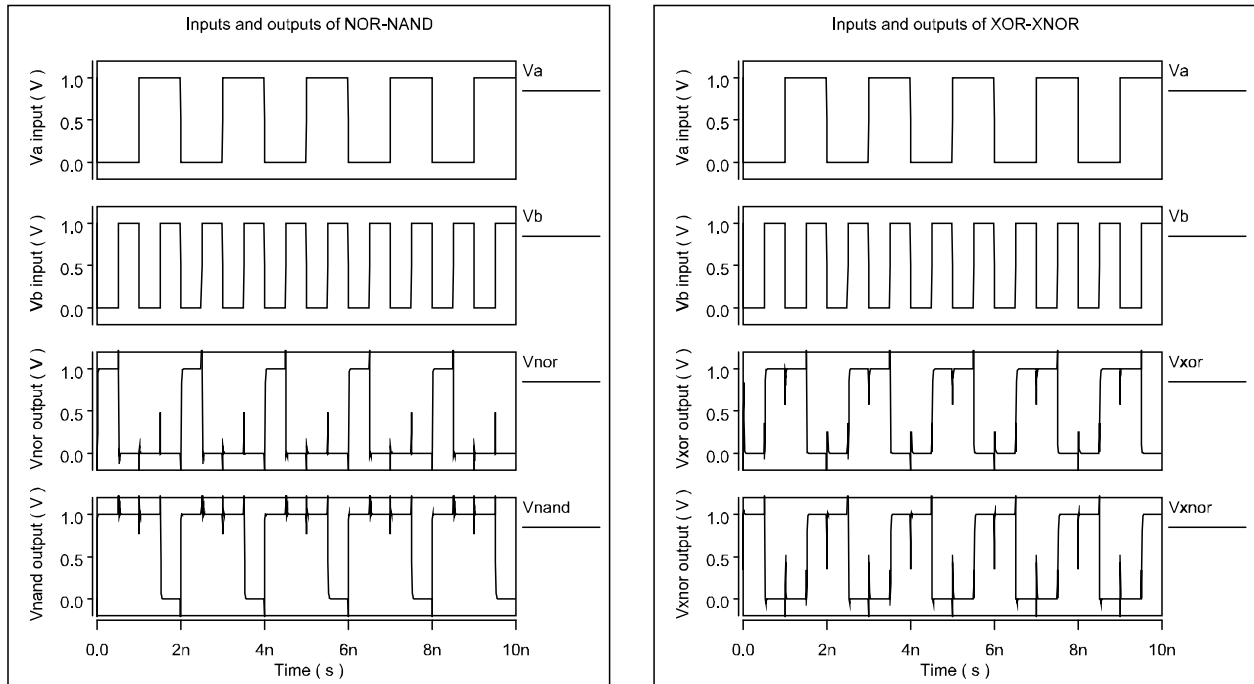 Inputs and outputs of NOR-NAND
Va input ( V )
1.0
0.5
0.0
Va
Vb input ( V )
1.0
0.5
0.0
Vb
Vnor output ( V )
1.0
0.5
0.0
Vnor
Vnand output ( V )
1.0
0.5
0.0
Vnand
0.0 2n 4n 6n 8n 10n
Time ( s )
Inputs and outputs of XOR-XNOR
Va input ( V )
1.0
0.5
0.0
Va
Vb input ( V )
1.0
0.5
0.0
Vb
Vxor output ( V )
1.0
0.5
0.0
Vxor
Vxnor output ( V )
1.0
0.5
0.0
Vxnor
0.0 2n 4n 6n 8n 10n
Time ( s )